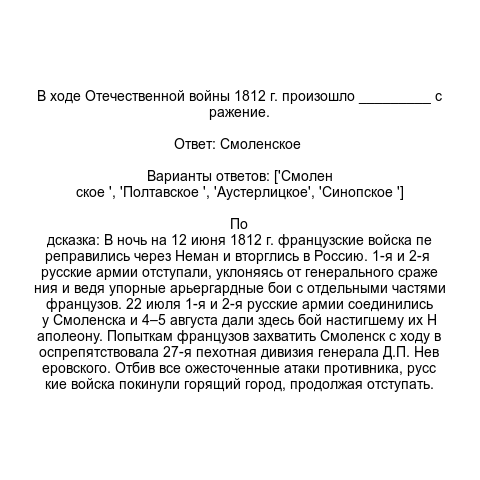 В ходе Отечественной войны 1812 г. произошло _________ с
ражение.
Ответ: Смоленское
Варианты ответов: ['Смолен
ское ', 'Полтавское ', 'Аустерлицкое', 'Синопское ']
По
дсказка: В ночь на 12 июня 1812 г. французские войска пе
реправились через Неман и вторглись в Россию. 1-я и 2-я
русские армии отступали, уклоняясь от генерального сраже
ния и ведя упорные арьергардные бои с отдельными частями
французов. 22 июля 1-я и 2-я русские армии соединились
у Смоленска и 4–5 августа дали здесь бой настигшему их Н
аполеону. Попыткам французов захватить Смоленск с ходу в
оспрепятствовала 27-я пехотная дивизия генерала Д.П. Нев
еровского. Отбив все ожесточенные атаки противника, русс
кие войска покинули горящий город, продолжая отступать.